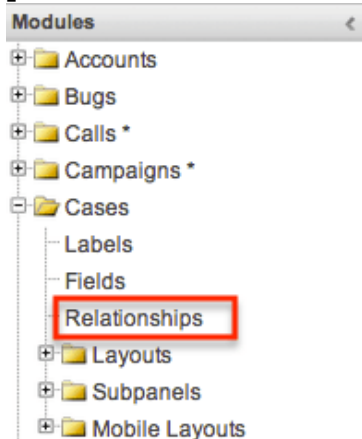 Modules <
Accounts
Bugs
Calls *
Campaigns *
Cases
Labels
Fields
Relationships
Layouts
Subpanels
Mobile Layouts